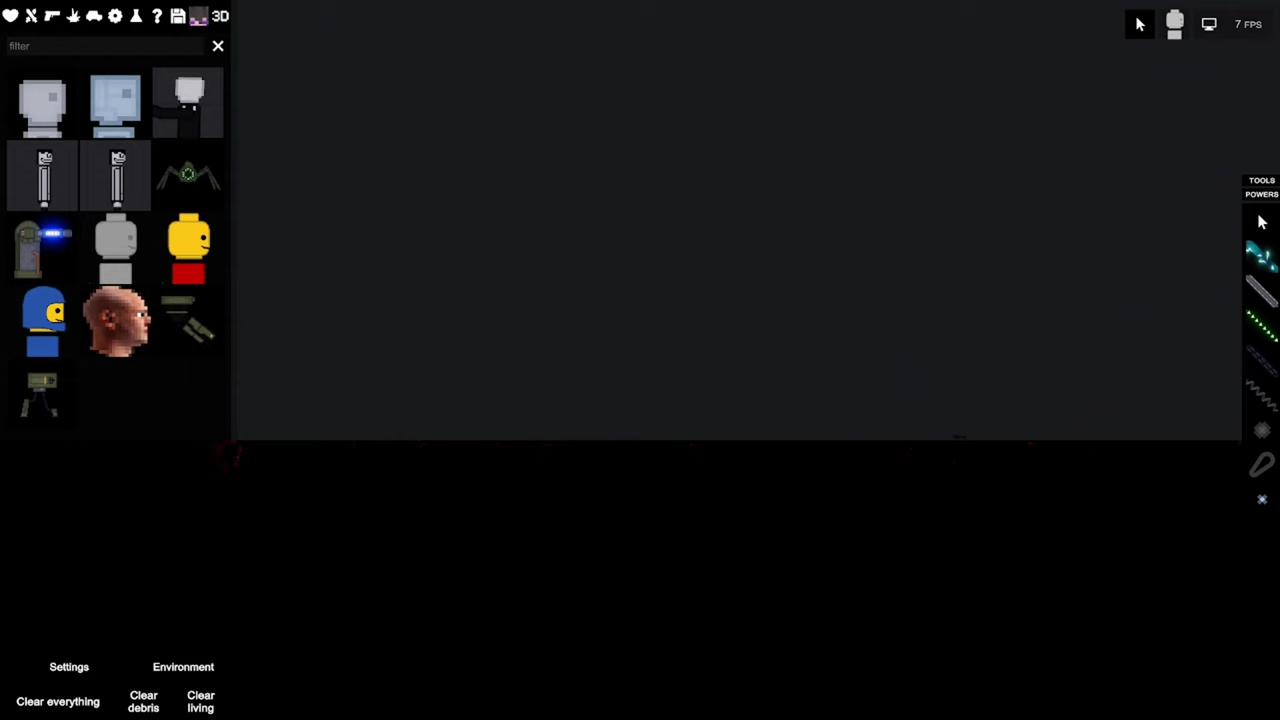 3D
7 FPS
filter
TOOLS
POWERS
Settings
Environment
Clear everything
Clear
debris
Clear
living